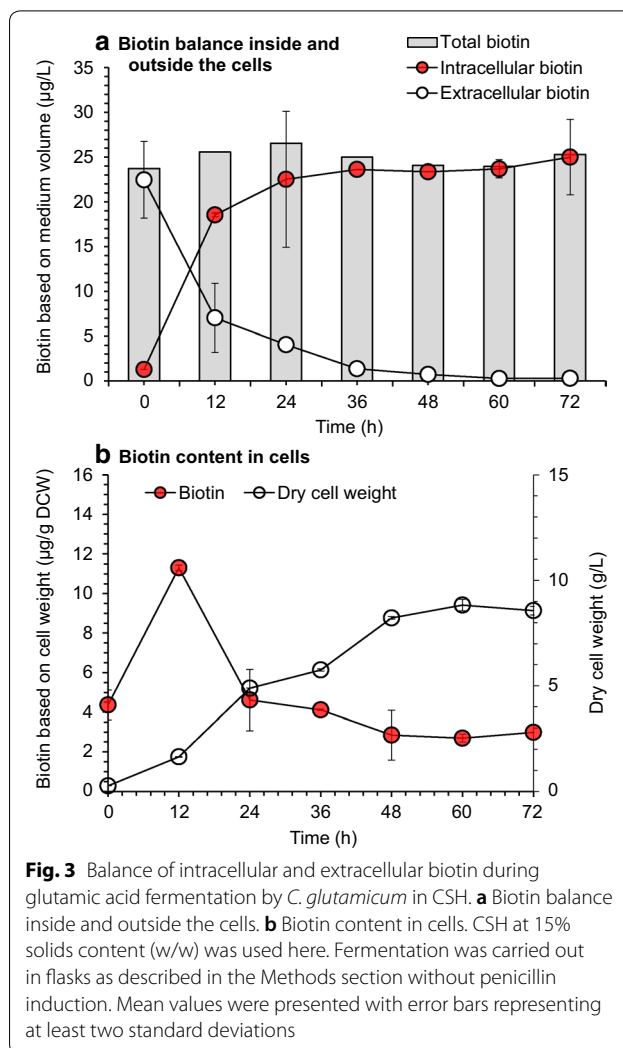 a Biotin balance inside and
outside the cells
Total biotin
Intracellular biotin
Extracellular biotin
Biotin based on medium volume (µg/L)
35
30
25
20
15
10
5
0
0 12 24 36 48 60 72
Time (h)
b Biotin content in cells
Biotin Dry cell weight
Biotin based on cell weight (µg/g DCW)
16
14
12
10
8
6
4
2
0
15
10
5
0
Dry cell weight (g/L)
0 12 24 36 48 60 72
Time (h)
Fig. 3 Balance of intracellular and extracellular biotin during
glutamic acid fermentation by C. glutamicum in CSH. a Biotin balance
inside and outside the cells. b Biotin content in cells. CSH at 15%
solids content (w/w) was used here. Fermentation was carried out
in flasks as described in the Methods section without penicillin
induction. Mean values were presented with error bars representing
at least two standard deviations